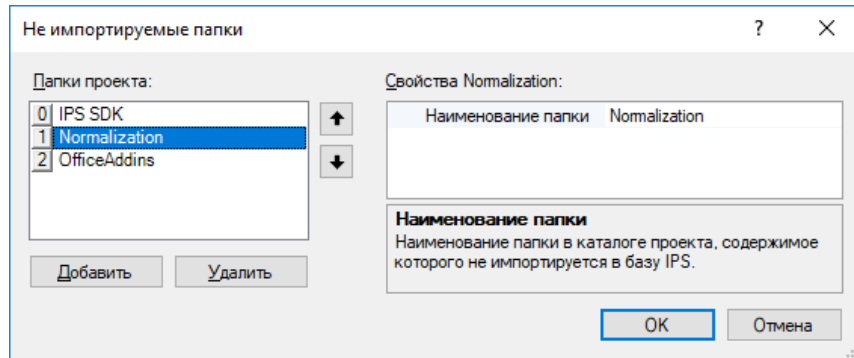 Не импортируемые папки
?
Папки проекта:
0 IPS SDK
1 Normalization
2 OfficeAddins
Добавить Удалить
Свойства Normalization:
Наименование папки Normalization
Наименование папки
Наименование папки в каталоге проекта, содержимое
которого не импортируется в базу IPS.
OK Отмена